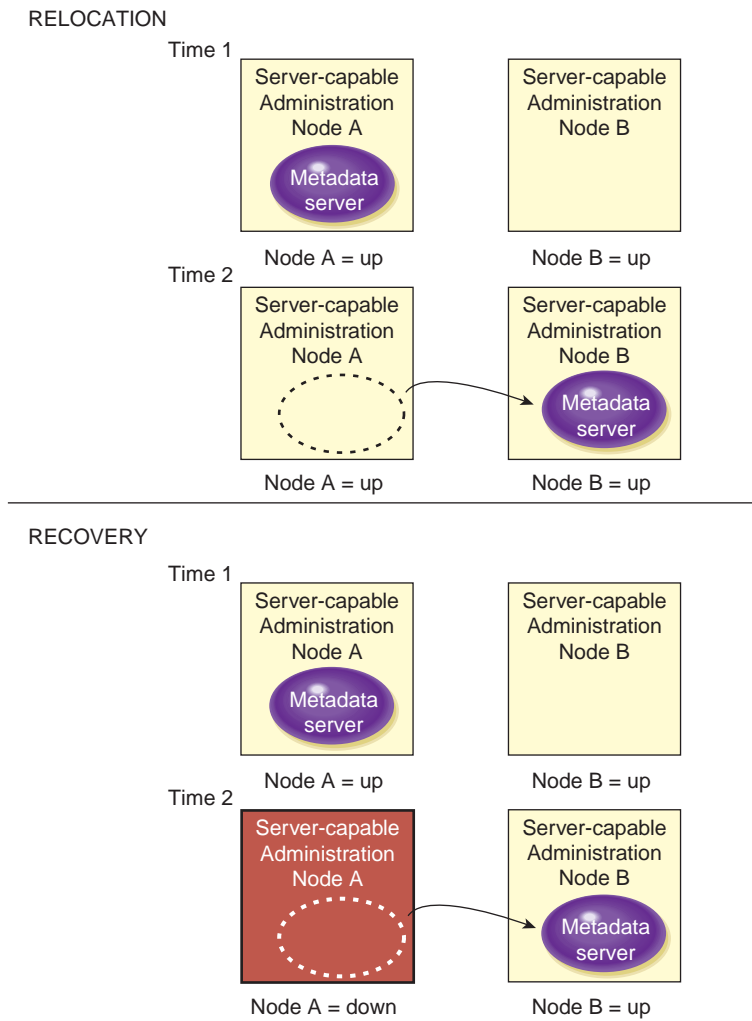 RELOCATION
Time 1
Server-capable
Administration
Node A
Metadata
server
Node A = up
Server-capable
Administration
Node B
Node B = up
Time 2
Server-capable
Administration
Node A
Node A = up
Server-capable
Administration
Node B
Metadata
server
Node B = up
RECOVERY
Time 1
Server-capable
Administration
Node A
Metadata
server
Node A = up
Server-capable
Administration
Node B
Node B = up
Time 2
Server-capable
Administration
Node A
Node A = down
Server-capable
Administration
Node B
Metadata
server
Node B = up